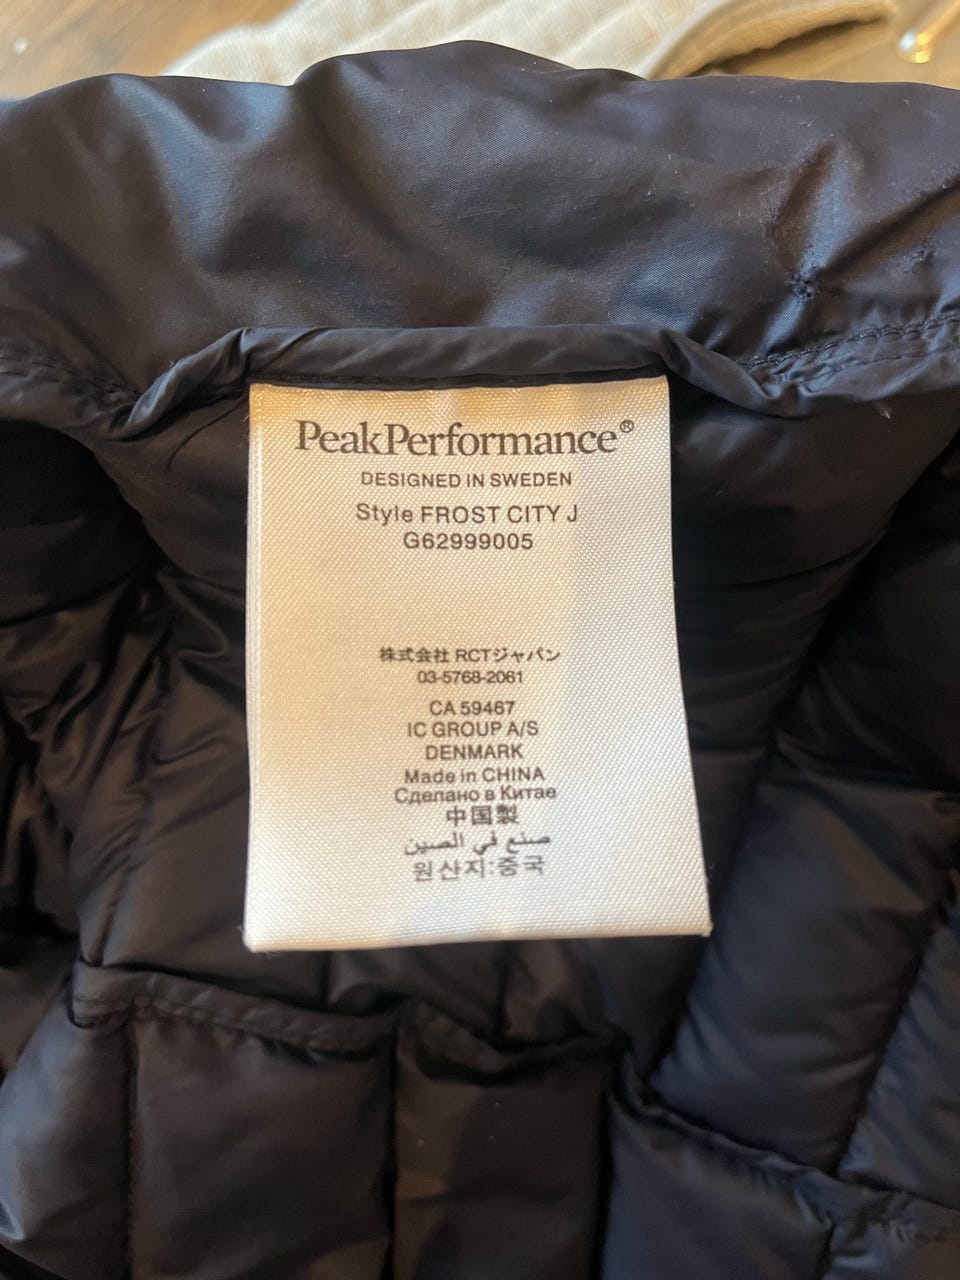 PeakPerformance®
DESIGNED IN SWEDEN
Style FROST CITY J
G62999005
株式会社 RCTジャパン
03-5768-2061
CA 59467
IC GROUP A/S
DENMARK
Made in CHINA
Сделано в Китае
中国製
صنع في الصين
원산지:중국